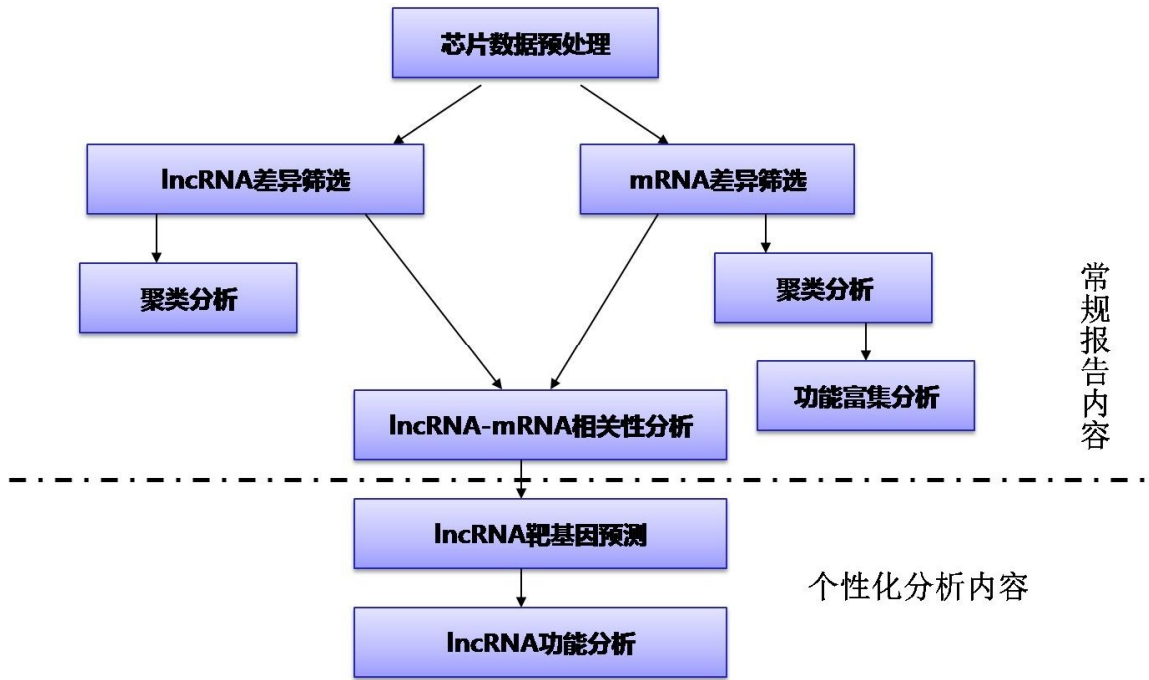 芯片数据预处理
lncRNA差异筛选
mRNA差异筛选
聚类分析
聚类分析
功能富集分析
lncRNA-mRNA相关性分析
常规报告内容
lncRNA靶基因预测
个性化分析内容
lncRNA功能分析